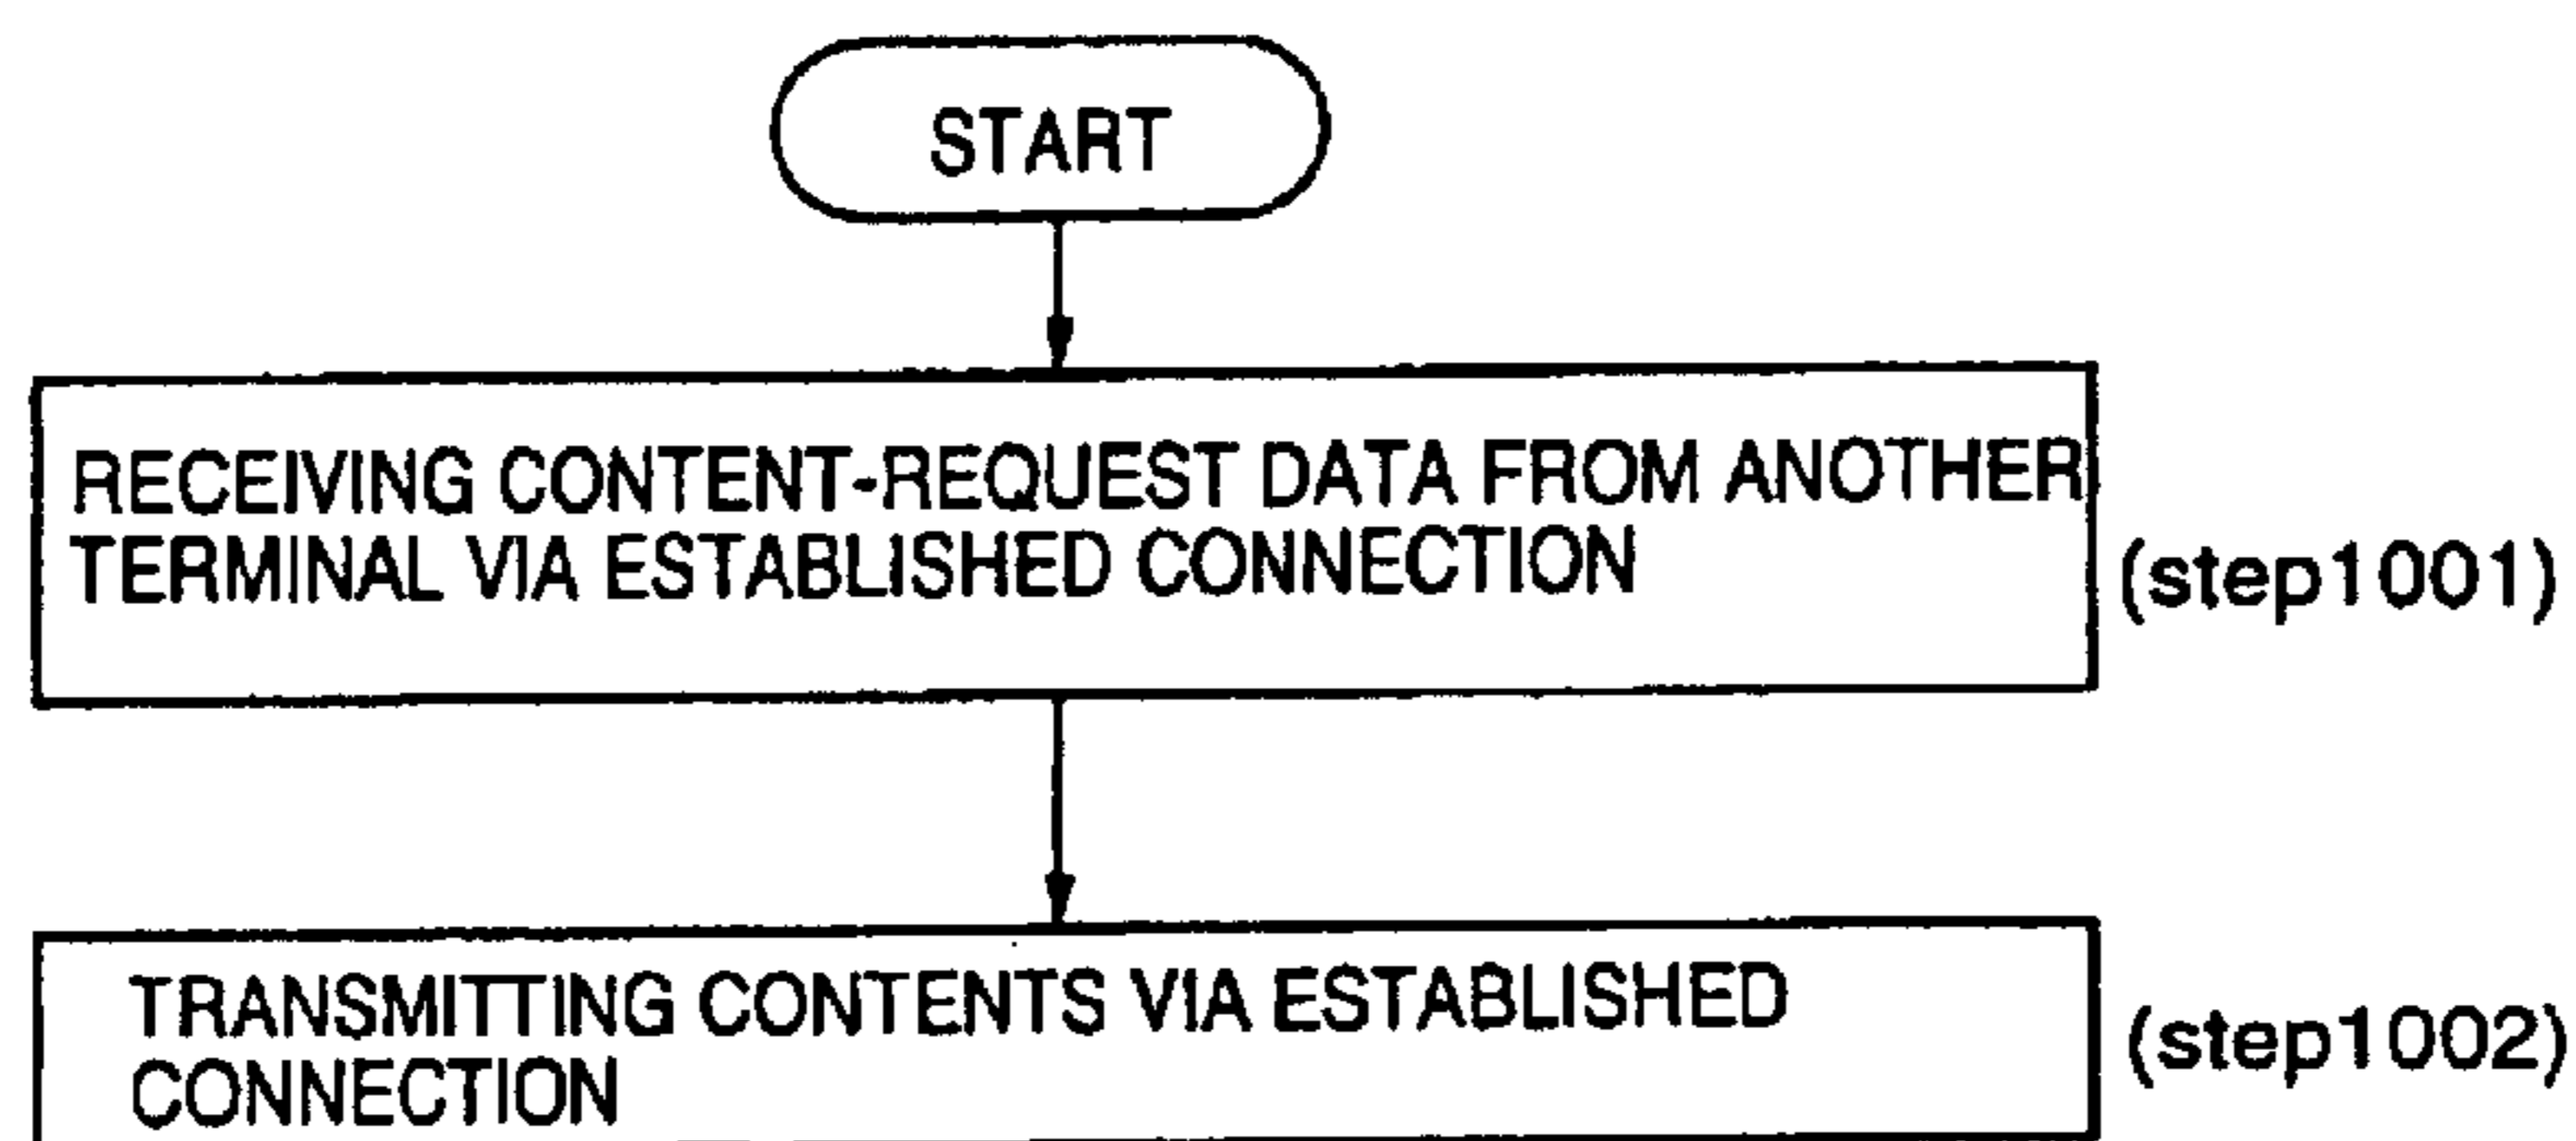 START
RECEIVING CONTENT-REQUEST DATA FROM ANOTHER
TERMINAL VIA ESTABLISHED CONNECTION
(step1001)
TRANSMITTING CONTENTS VIA ESTABLISHED
CONNECTION
(step1002)